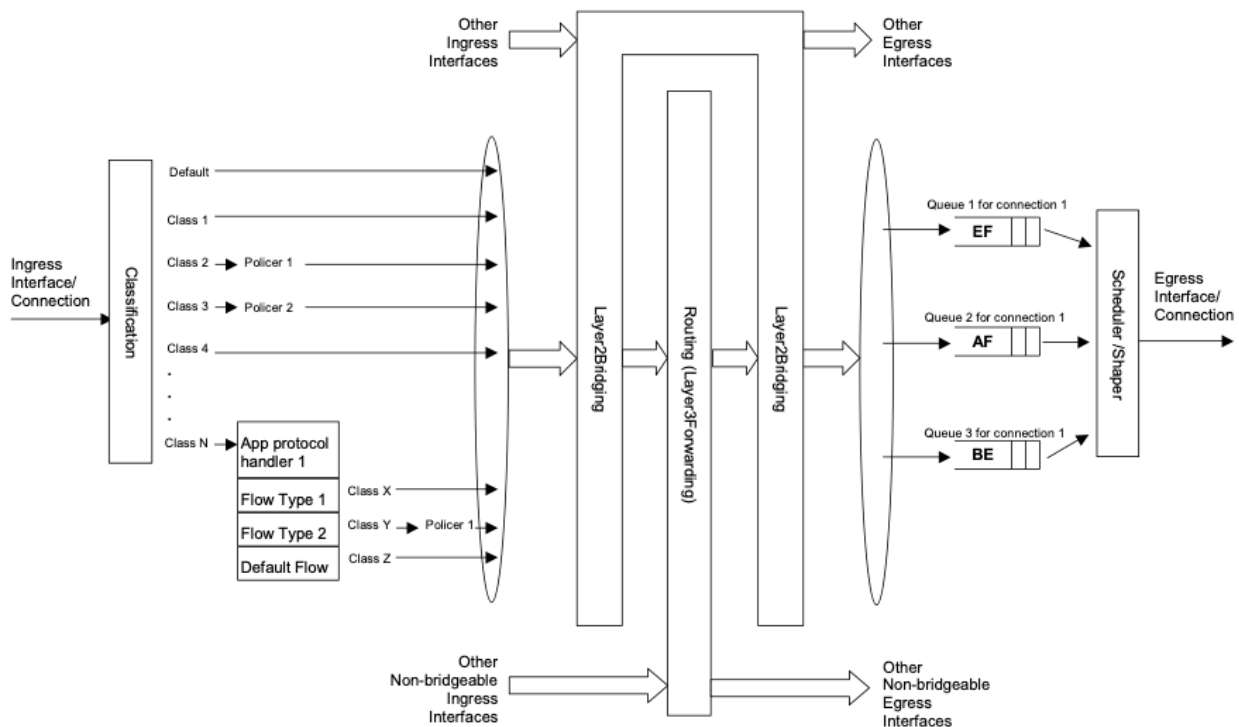 Other
Ingress
Interfaces
Other
Egress
Interfaces
Default
Class 1
Class 2
Policer 1
Class 3
Policer 2
Class 4
.
.
.
Class N
Ingress
Interface/
Connection
Classification
App protocol
handler 1
Flow Type 1
Flow Type 2
Default Flow
Class X
Class Y
Policer 1
Class Z
Layer2Bridging
Routing (Layer3Forwarding)
Layer2Bridging
Queue 1 for connection 1
EF
Queue 2 for connection 1
AF
Queue 3 for connection 1
BE
Scheduler /Shaper
Egress
Interface/
Connection
Other
Non-bridgeable
Ingress
Interfaces
Other
Non-bridgeable
Egress
Interfaces